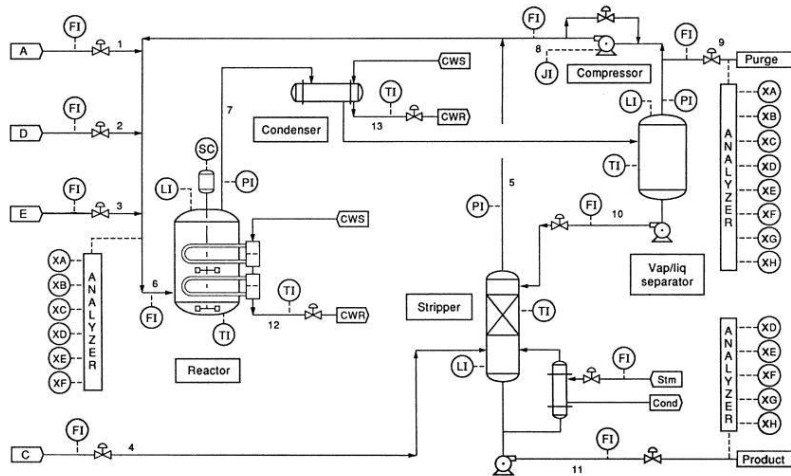 FI
8
FI
9
FI
A
1
CWS
JI
Purge
Compressor
7
TI
LI
PI
XA
FI
CWR
XB
D
2
Condenser
13
XC
SC
TI
XD
FI
LI
PI
5
XE
E
3
PI
FI
10
XF
CWS
XG
XH
ANALYZER
XA
XB
ANALYZER
6
Vap/liq
separator
XC
FI
TI
Stripper
TI
XD
TI
12
CWR
XD
XE
Reactor
LI
FI
XE
XF
Stm
XF
Cond
XG
FI
XH
ANALYZER
C
4
FI
Product
11